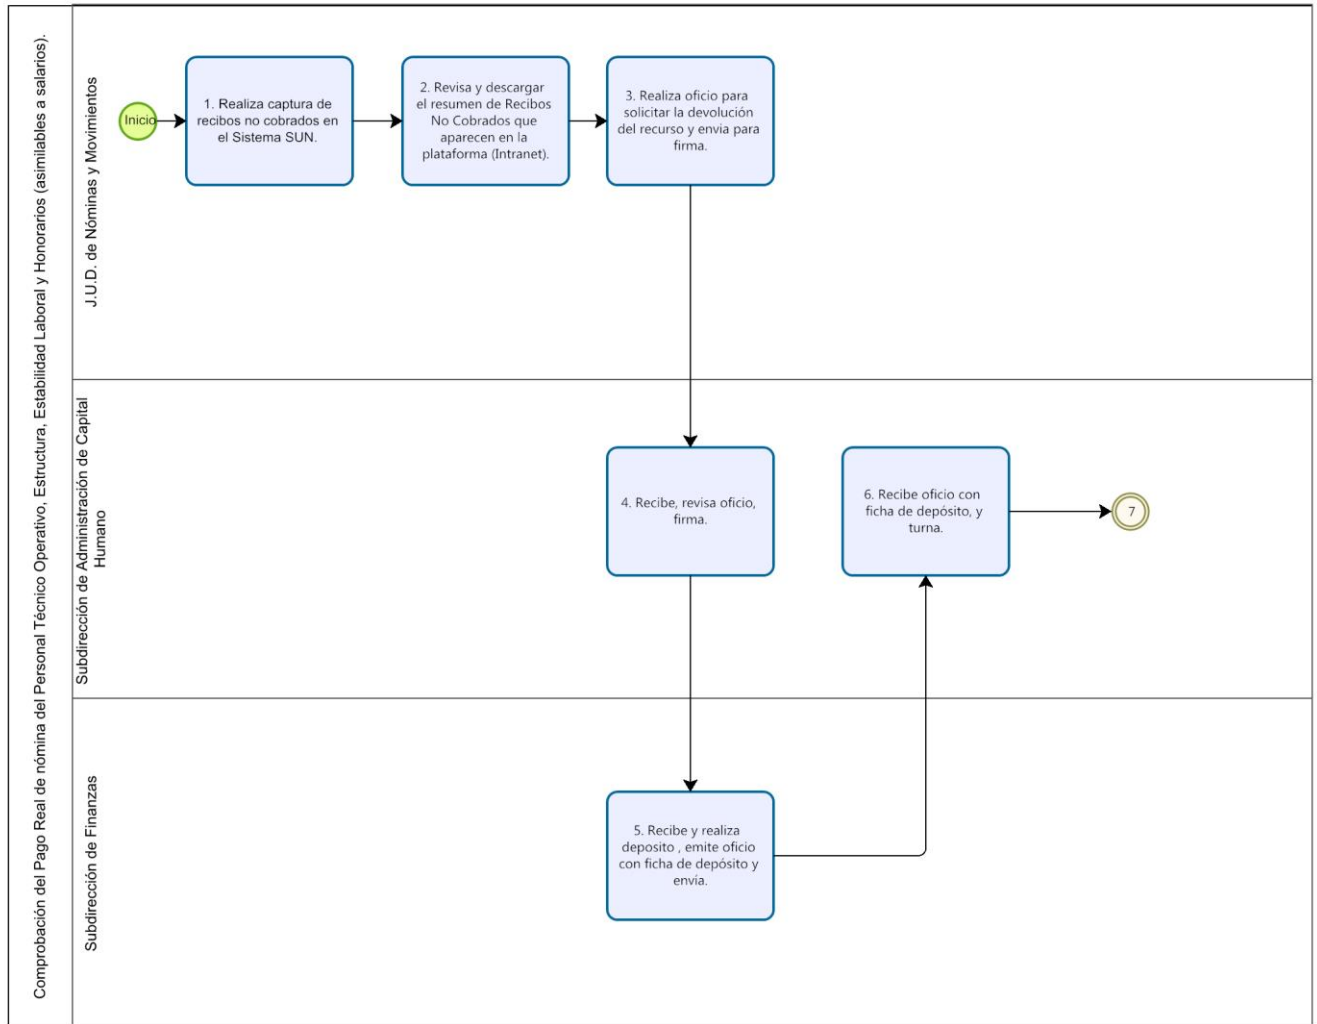 Comprobación del Pago Real de nómina del Personal Técnico Operativo, Estructura, Estabilidad Laboral y Honorarios (asimilables a salarios).
J.U.D. de Nóminas y Movimientos
Inicio
1. Realiza captura de
recibos no cobrados en
el Sistema SUN.
2. Revisa y descargar
el resumen de Recibos
No Cobrados que
aparecen en la
plataforma (Intranet).
3. Realiza oficio para
solicitar la devolución
del recurso y envia para
firma.
Subdirección de Administración de Capital
Humano
4. Recibe, revisa oficio,
firma.
6. Recibe oficio con
ficha de depósito, y
turna.
7
Subdirección de Finanzas
5. Recibe y realiza
deposito , emite oficio
con ficha de depósito y
envía.